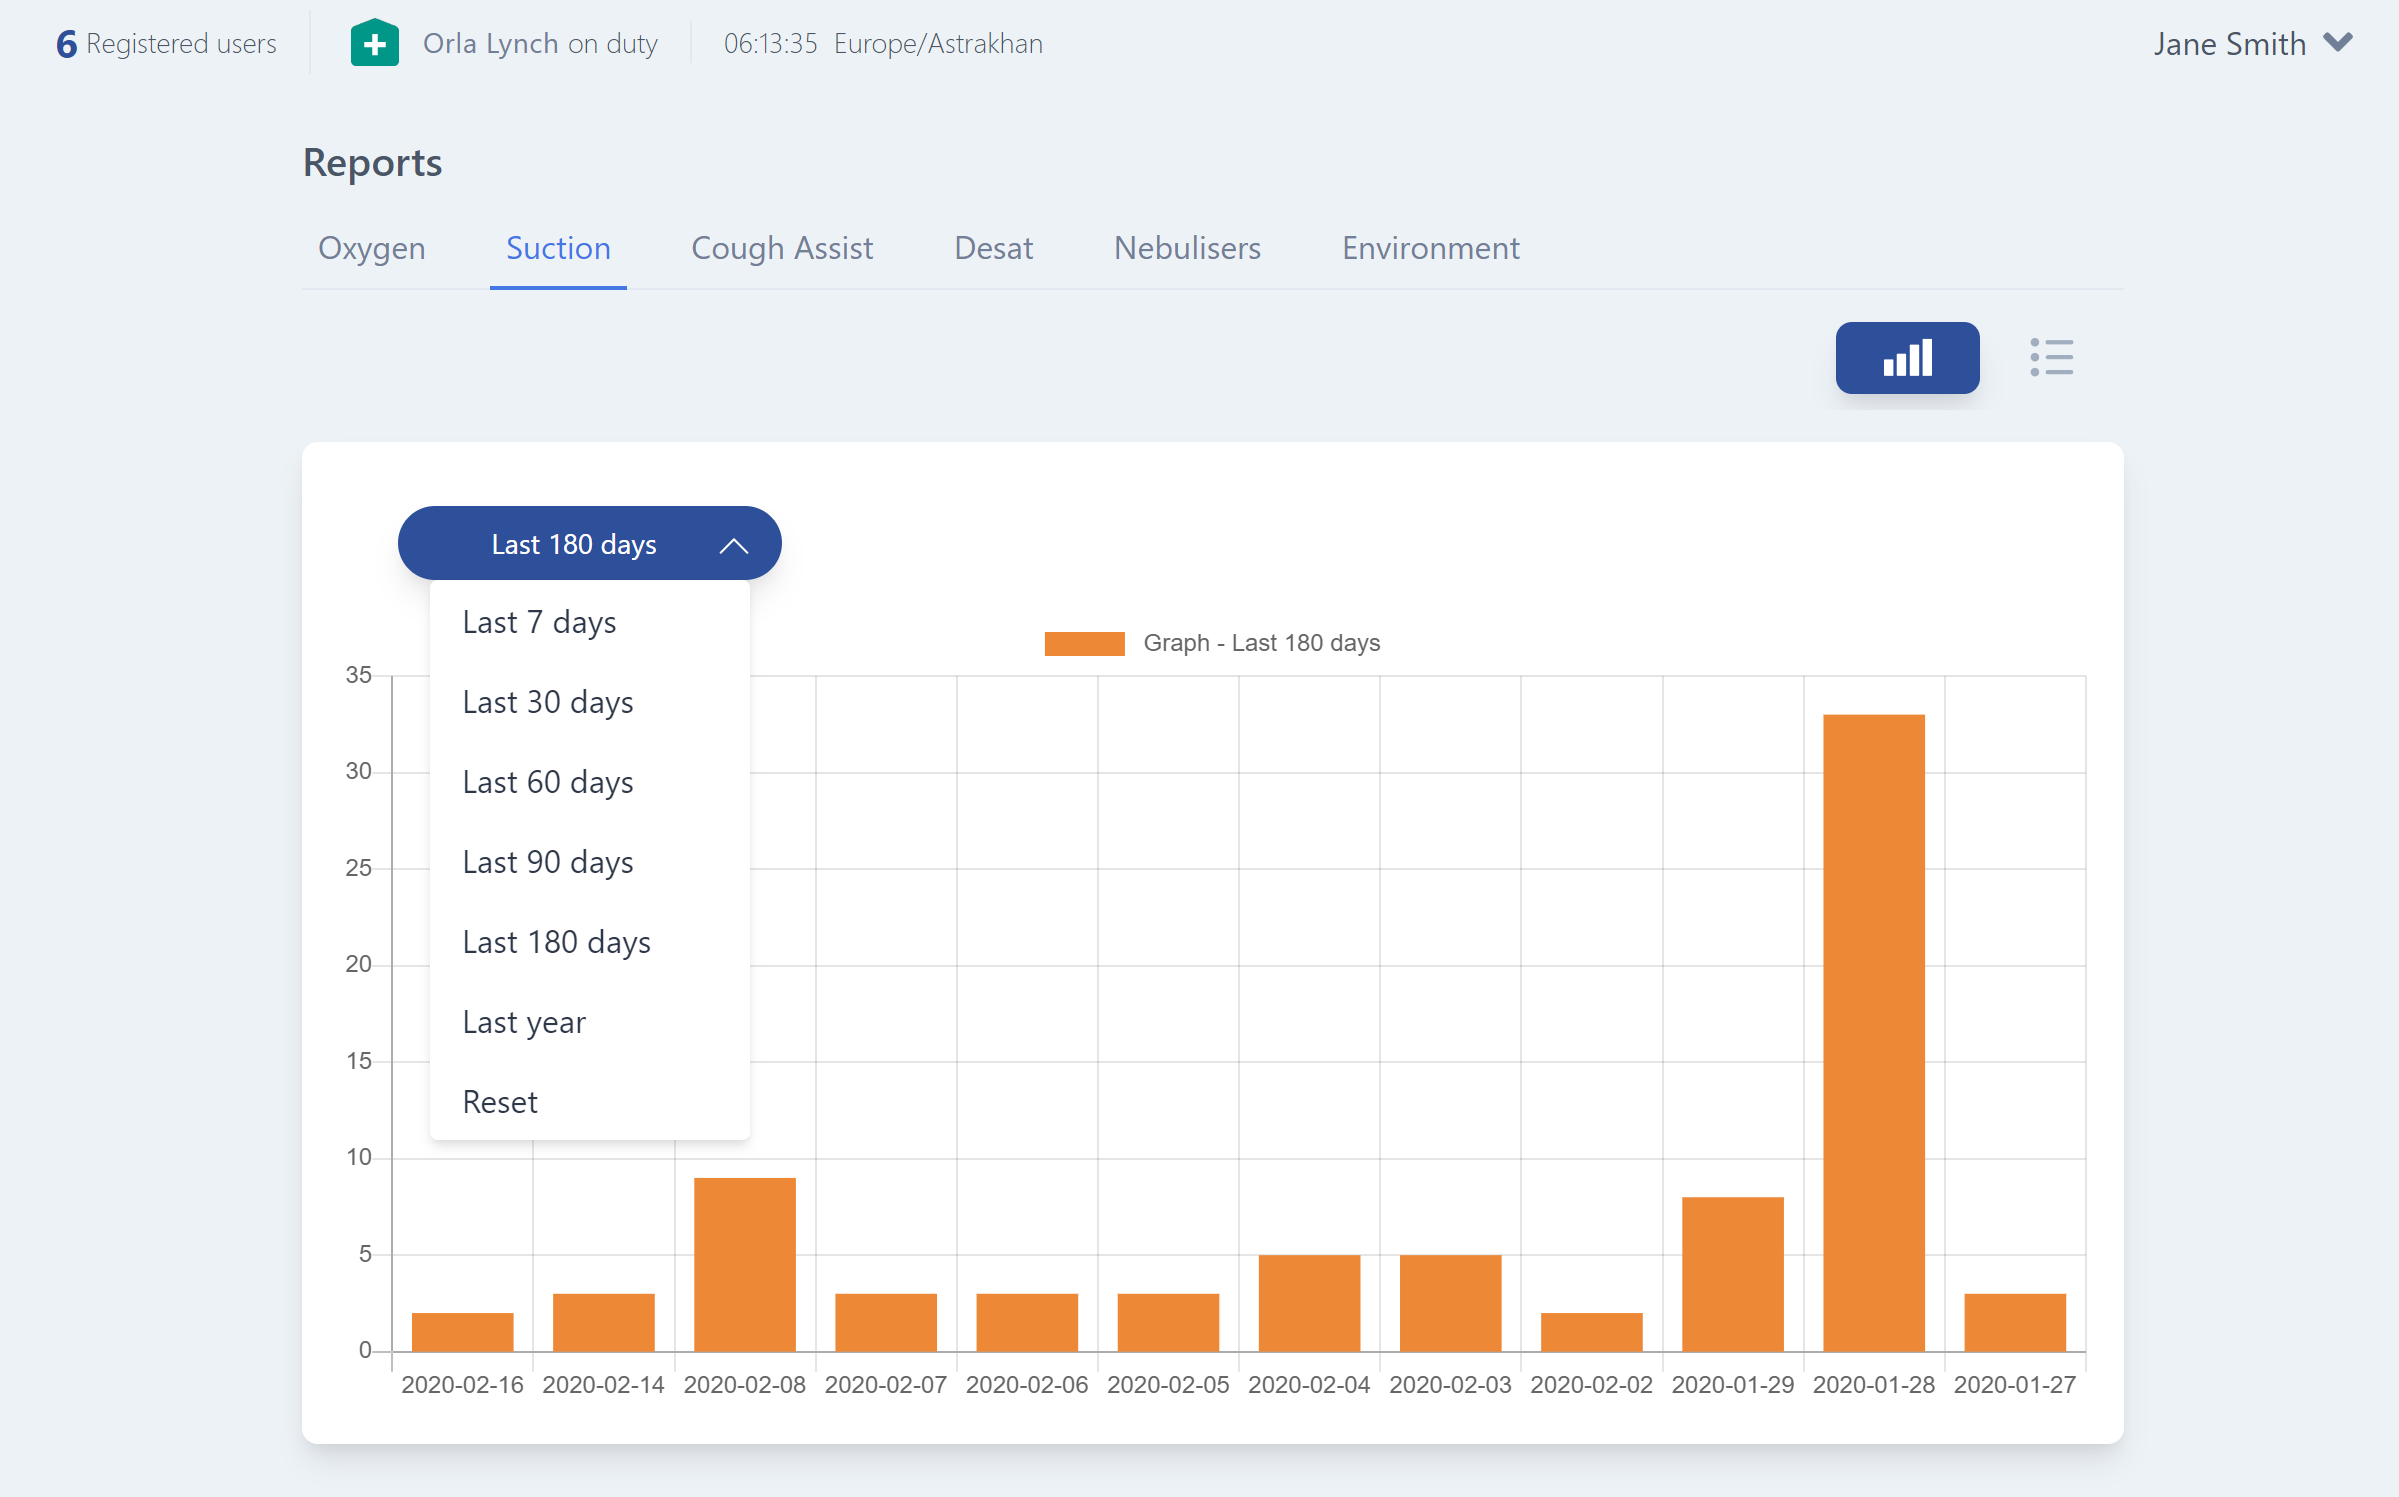 6 Registered users
Orla Lynch on duty
06:13:35 Europe/Astrakhan
Jane Smith
Reports
Oxygen Suction Cough Assist Desat Nebulisers Environment
Last 180 days
Last 7 days
Last 30 days
Last 60 days
Last 90 days
Last 180 days
Last year
Reset
Graph - Last 180 days
35
30
25
20
15
10
5
0
2020-02-16 2020-02-14 2020-02-08 2020-02-07 2020-02-06 2020-02-05 2020-02-04 2020-02-03 2020-02-02 2020-01-29 2020-01-28 2020-01-27